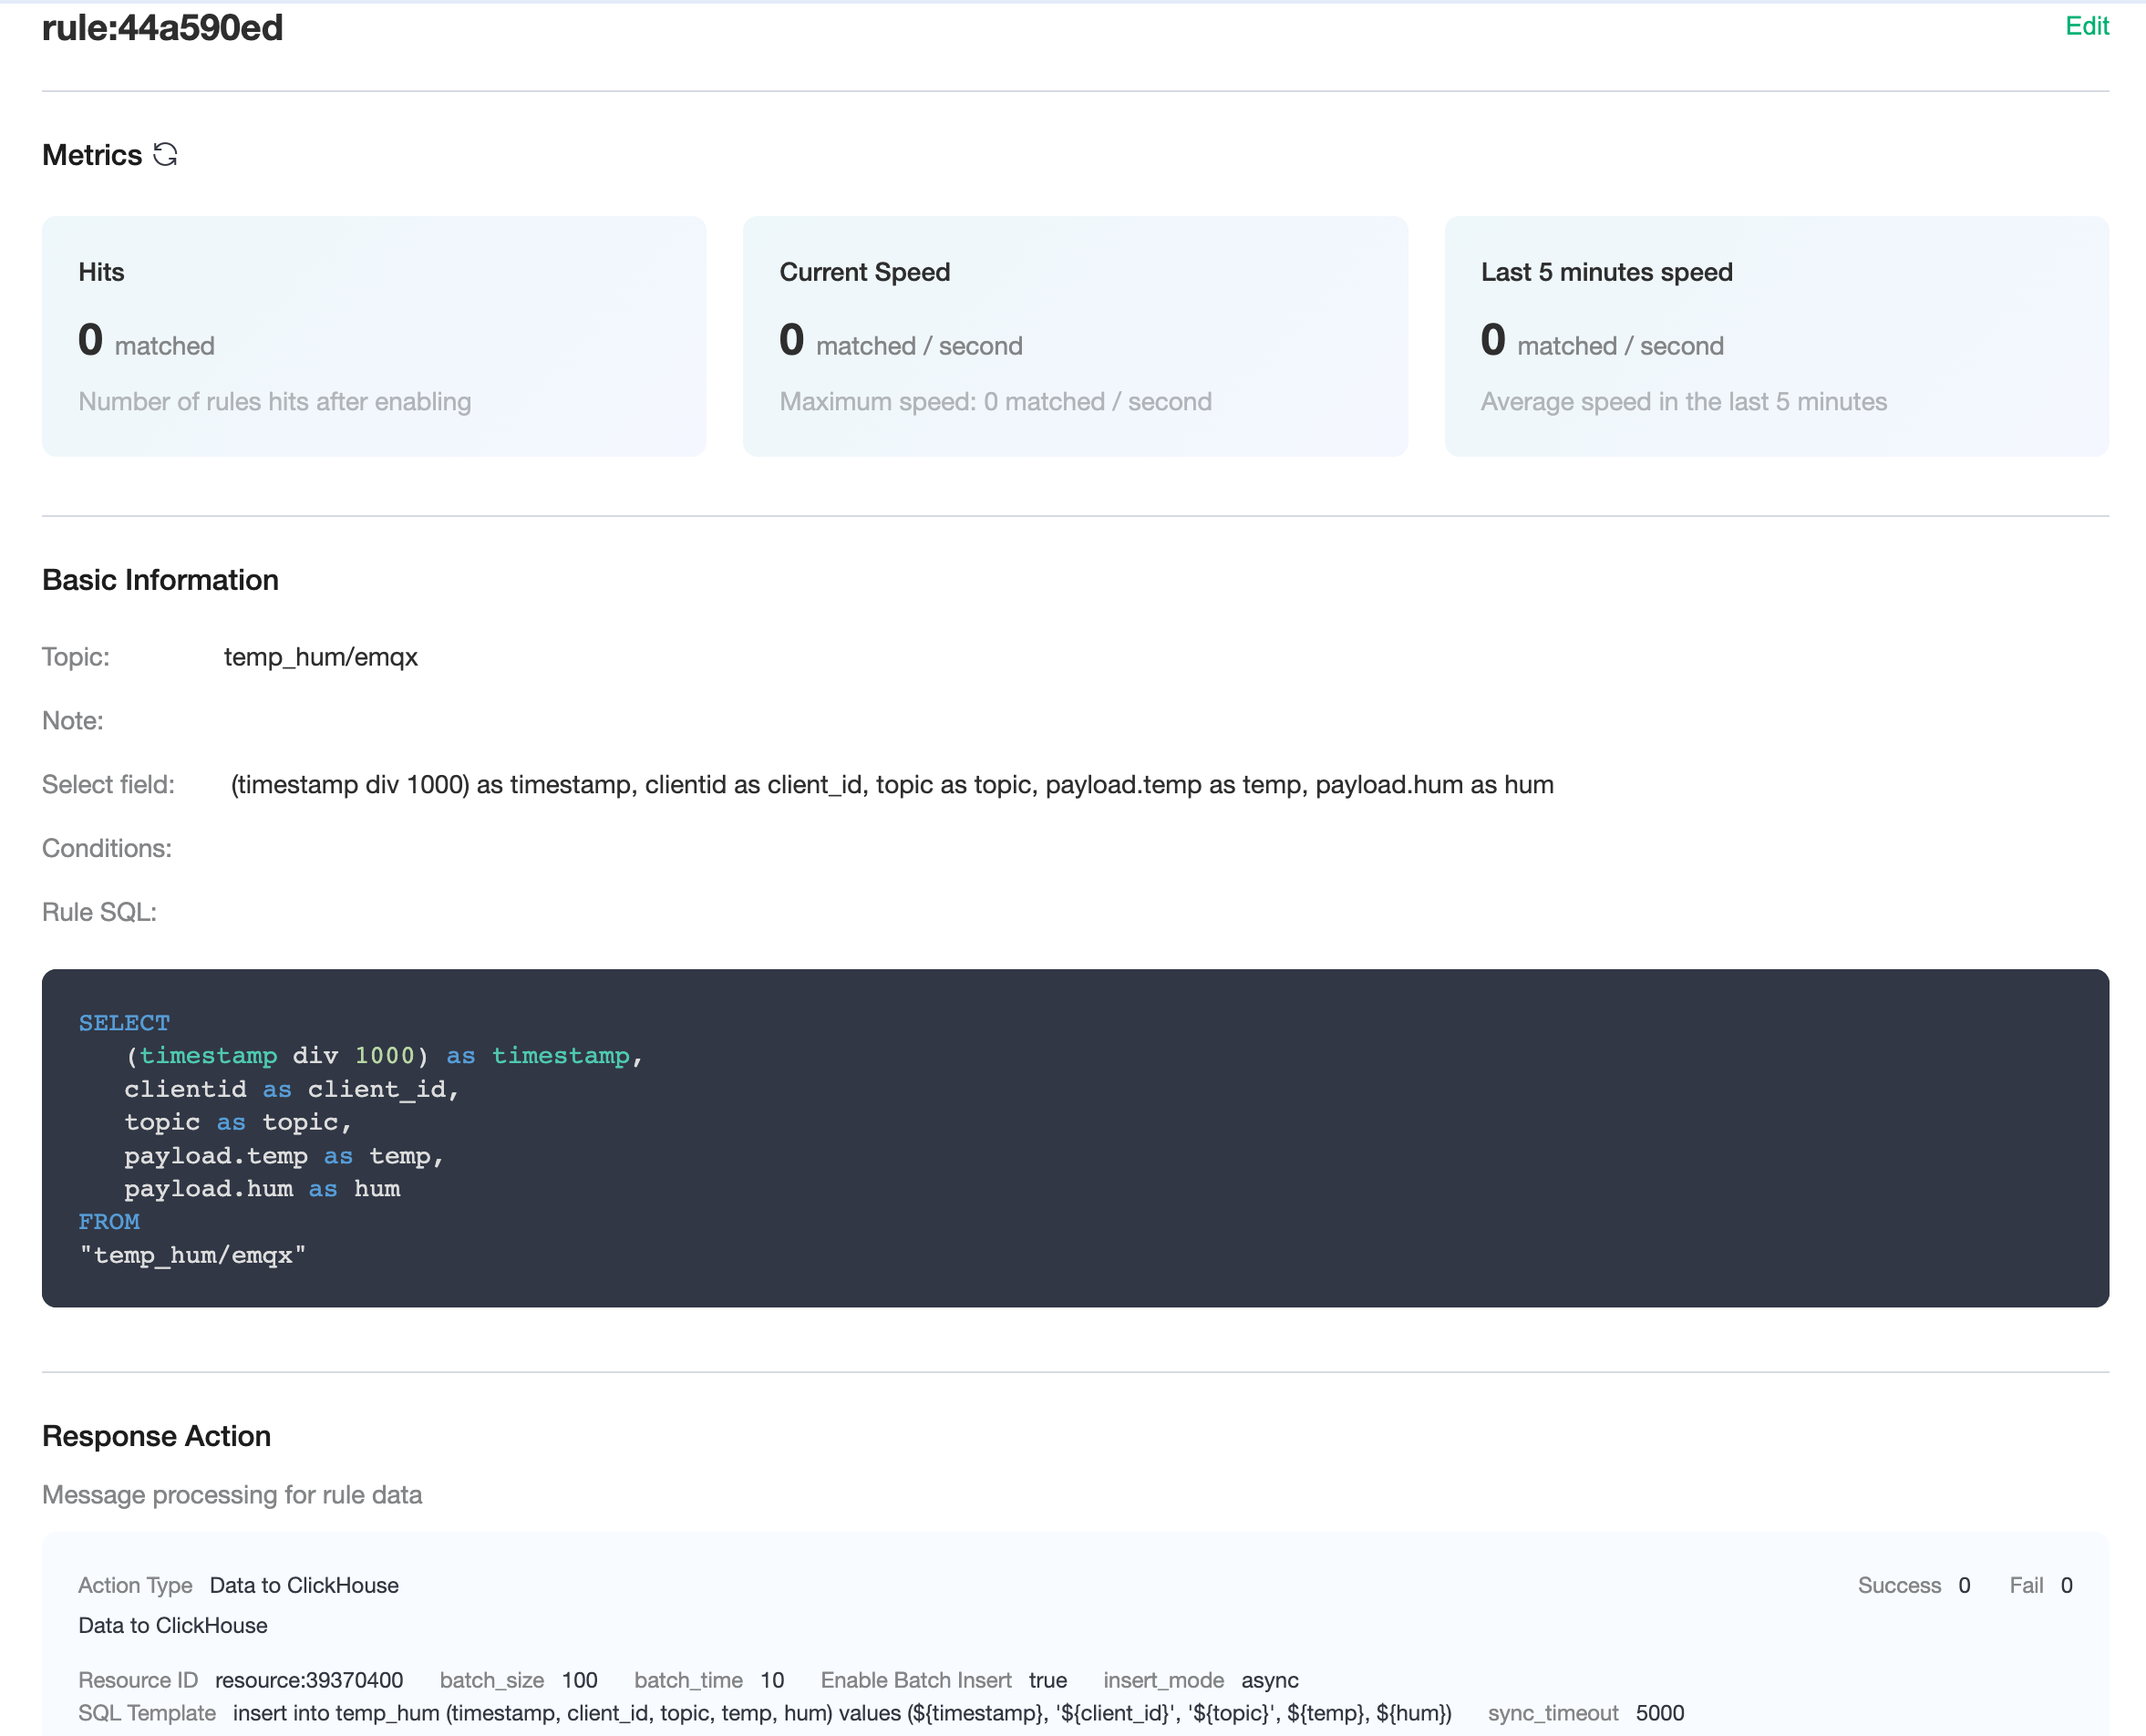 rule:44a590ed
Edit
Metrics
Hits
0 matched
Number of rules hits after enabling
Current Speed
0 matched / second
Maximum speed: 0 matched / second
Last 5 minutes speed
0 matched / second
Average speed in the last 5 minutes
Basic Information
Topic: temp_hum/emqx
Note:
Select field: (timestamp div 1000) as timestamp, clientid as client_id, topic as topic, payload.temp as temp, payload.hum as hum
Conditions:
Rule SQL:
SELECT
(timestamp div 1000) as timestamp,
clientid as client_id,
topic as topic,
payload.temp as temp,
payload.hum as hum
FROM
"temp_hum/emqx"
Response Action
Message processing for rule data
Action Type Data to ClickHouse Success 0 Fail 0
Data to ClickHouse
Resource ID resource:39370400 batch_size 100 batch_time 10 Enable Batch Insert true insert_mode async
SQL Template insert into temp_hum (timestamp, client_id, topic, temp, hum) values (${timestamp}, '${client_id}', '${topic}', ${temp}, ${hum}) sync_timeout 5000